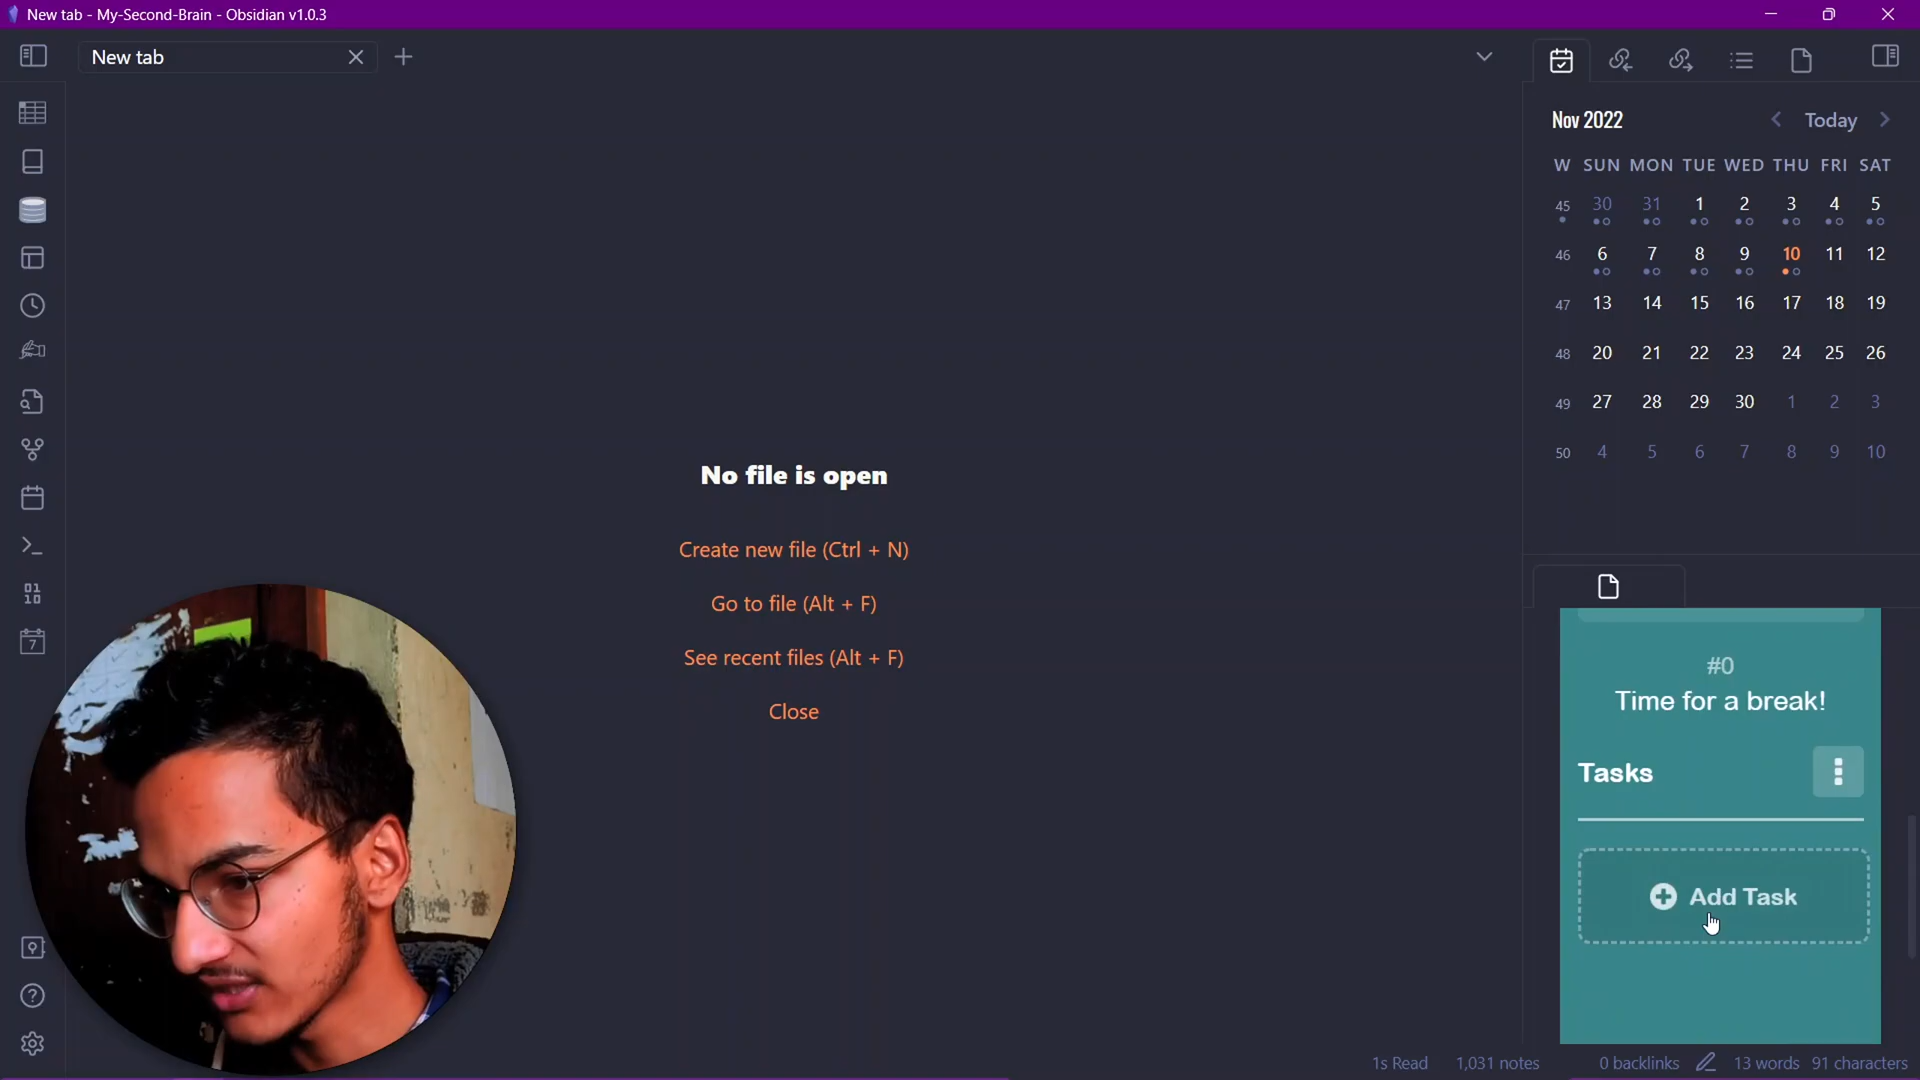 New tab - My-Second-Brain - Obsidian v1.0.3
New tab
Nov 2022
Today
W SUN MON TUE WED THU FRI SAT
45 30 31 1 2 3 4 5
46 6 7 8 9 10 11 12
47 13 14 15 16 17 18 19
48 20 21 22 23 24 25 26
49 27 28 29 30 1 2 3
50 4 5 6 7 8 9 10
No file is open
Create new file (Ctrl + N)
Go to file (Alt + F)
See recent files (Alt + F)
Close
01
10
7
#0
Time for a break!
Tasks
Add Task
1s Read 1,031 notes 0 backlinks 13 words 91 characters